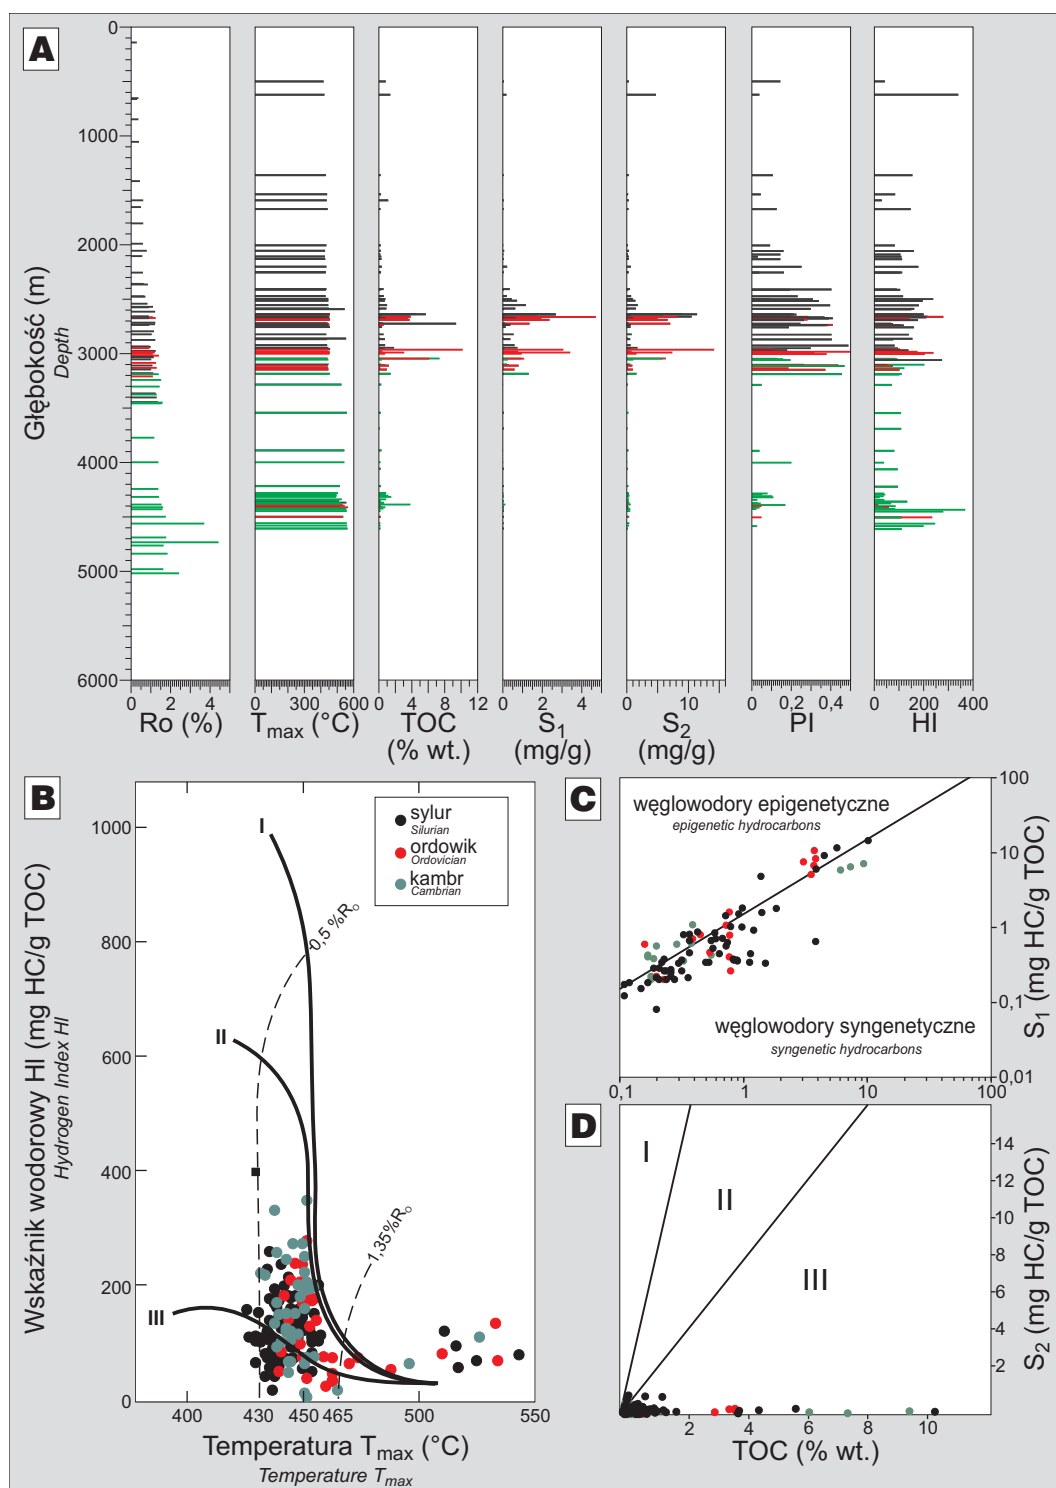 A
0
1000
2000
3000
4000
5000
6000
Głębokość (m)
Depth
0 4
Ro (%)
0 300 600
Tmax (°C)
0 4 8 12
TOC
(% wt.)
0 2 4
S1
(mg/g)
0 10
S2
(mg/g)
0 0,2 0,4
PI
0 200 400
HI
B
1000
800
600
400
200
0
Wskaźnik wodorowy HI (mg HC/g TOC)
Hydrogen Index HI
I
II
III
0,5 %Ro
1,35%Ro
sylur
Silurian
ordowik
Ordovician
kambr
Cambrian
400 430 450 465 500 550
Temperatura Tmax (°C)
Temperature Tmax
C
węglowodory epigenetyczne
epigenetic hydrocarbons
węglowodory syngenetyczne
syngenetic hydrocarbons
100
10
1
0,1
0,01
S1 (mg HC/g TOC)
0,1 1 10 100
D
I
II
III
14
12
10
8
6
4
2
S2 (mg HC/g TOC)
2 4 6 8 10
TOC (% wt.)